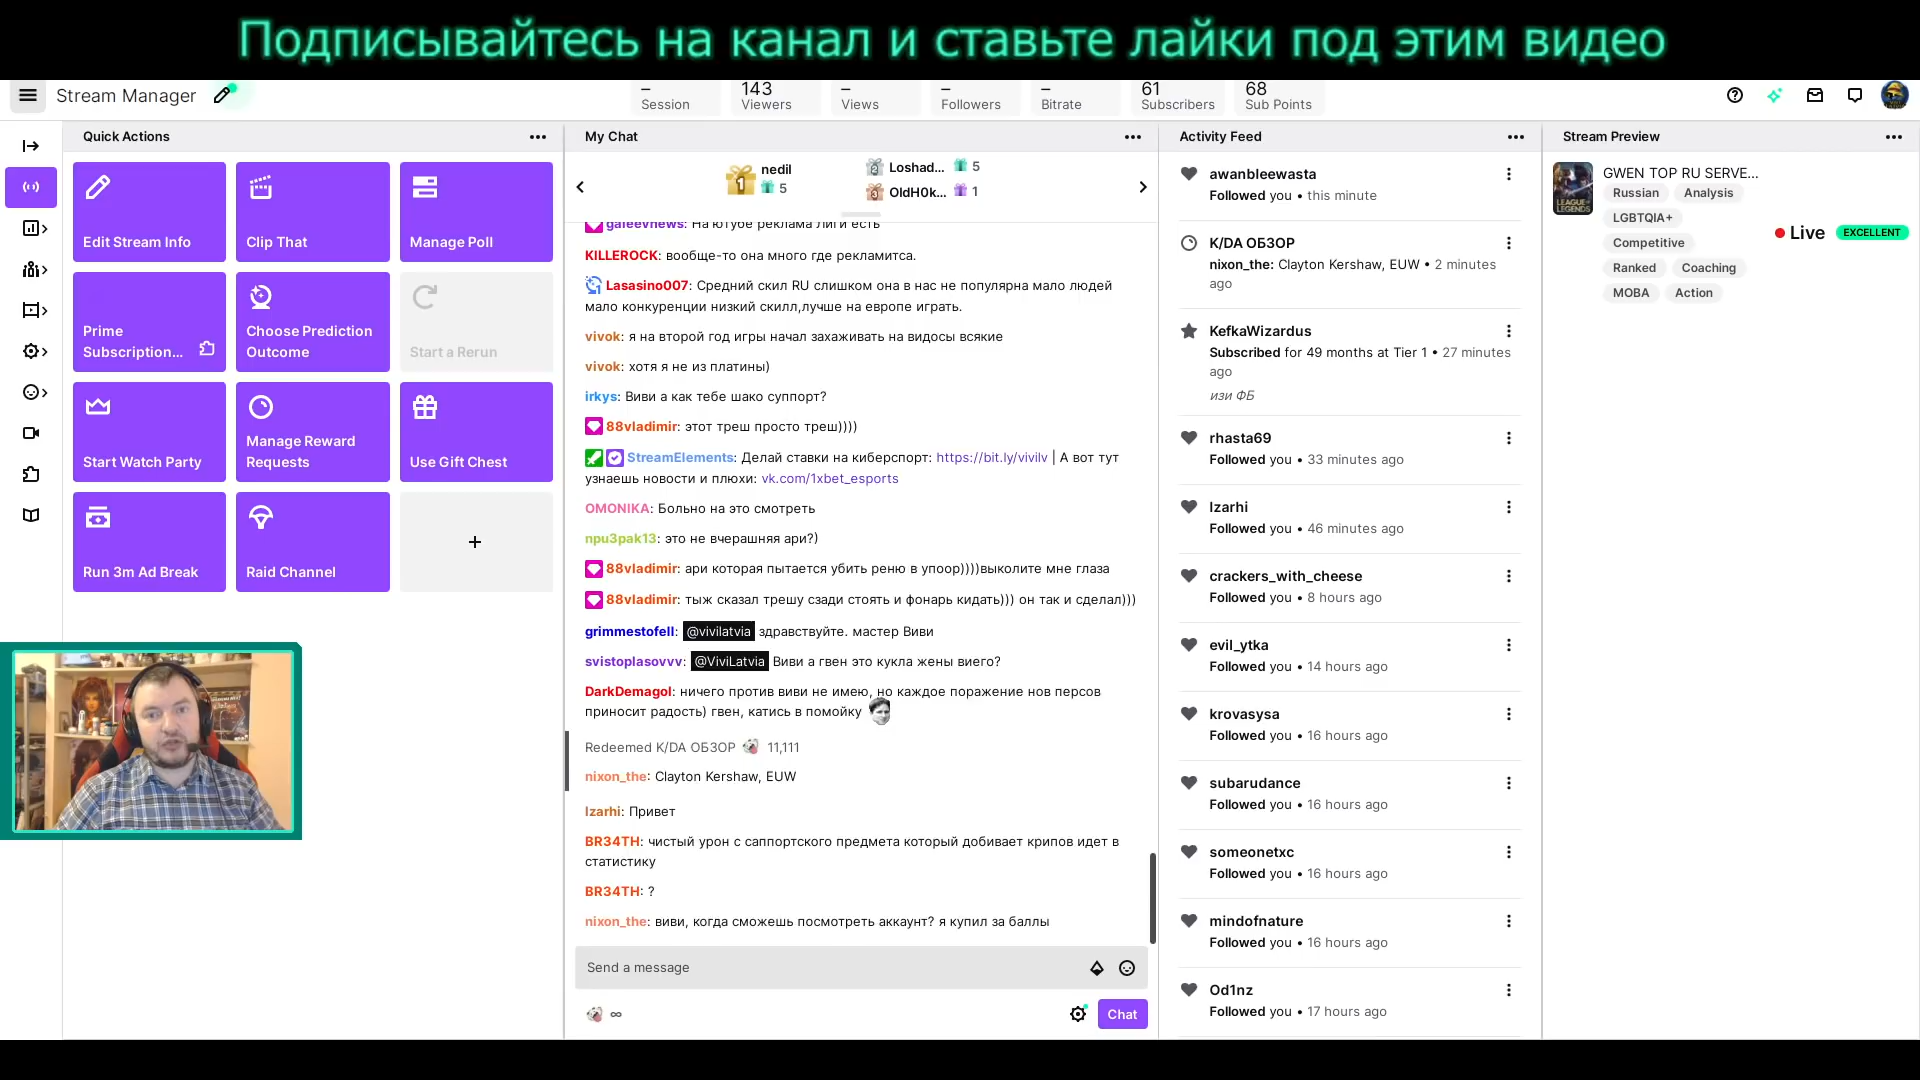 Подписывайтесь на канал и ставьте лайки под этим видео
Stream Manager
–
Session
143
Viewers
–
Views
–
Followers
–
Bitrate
61
Subscribers
68
Sub Points
Quick Actions
Edit Stream Info
Clip That
Manage Poll
Prime
Subscription...
Choose Prediction
Outcome
Start a Rerun
Start Watch Party
Manage Reward
Requests
Use Gift Chest
Run 3m Ad Break
Raid Channel
+
My Chat
1 nedil
5
2 Loshad... 5
3 OldH0k... 1
galeevnews: На ютубе реклама лиги есть
KILLEROCK: вообще-то она много где рекламится.
Lasasino007: Средний скил RU слишком она в нас не популярна мало людей
мало конкуренции низкий скилл,лучше на европе играть.
vivok: я на второй год игры начал захаживать на видосы всякие
vivok: хотя я не из платины)
irkys: Виви а как тебе шако суппорт?
88vladimir: этот треш просто треш))))
StreamElements: Делай ставки на киберспорт: https://bit.ly/vivilv | А вот тут
узнаешь новости и плюхи: vk.com/1xbet_esports
OMONIKA: Больно на это смотреть
npu3pak13: это не вчерашняя ари?)
88vladimir: ари которая пытается убить реню в упоор))))выколите мне глаза
88vladimir: тыж сказал трешу сзади стоять и фонарь кидать))) он так и сделал)))
grimmestofell: @vivilatvia здравствуйте. мастер Виви
svistoplasovvv: @ViviLatvia Виви а гвен это кукла жены виего?
DarkDemagol: ничего против виви не имею, но каждое поражение нов персов
приносит радость) гвен, катись в помойку
Redeemed K/DA ОБЗОР 11,111
nixon_the: Clayton Kershaw, EUW
Izarhi: Привет
BR34TH: чистый урон с саппортского предмета который добивает крипов идет в
статистику
BR34TH: ?
nixon_the: виви, когда сможешь посмотреть аккаунт? я купил за баллы
Send a message
∞
Chat
Activity Feed
awanbleewasta
Followed you • this minute
K/DA ОБЗОР
nixon_the: Clayton Kershaw, EUW • 2 minutes
ago
KefkaWizardus
Subscribed for 49 months at Tier 1 • 27 minutes
ago
изи ФБ
rhasta69
Followed you • 33 minutes ago
Izarhi
Followed you • 46 minutes ago
crackers_with_cheese
Followed you • 8 hours ago
evil_ytka
Followed you • 14 hours ago
krovasysa
Followed you • 16 hours ago
subarudance
Followed you • 16 hours ago
someonetxc
Followed you • 16 hours ago
mindofnature
Followed you • 16 hours ago
Od1nz
Followed you • 17 hours ago
Stream Preview
LEAGUE OF
LEGENDS
GWEN TOP RU SERVE...
Russian
Analysis
LGBTQIA+
Competitive
Ranked
Coaching
MOBA
Action
Live
EXCELLENT